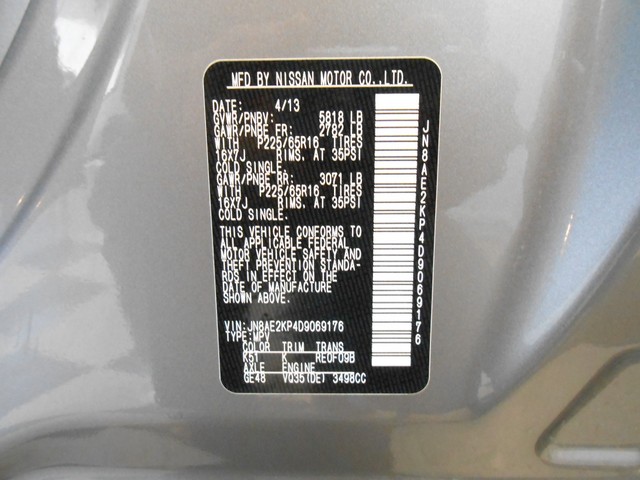 MFD BY NISSAN MOTOR CO.,LTD.
DATE: 4/13
GVWR/PNBV: 5818 LB
GAWR/PNBE FR: 2782 LB
WITH P225/65R16 TIRES
16X7J RIMS. AT 35PSI
COLD SINGLE.
GAWR/PNBE RR: 3071 LB
WITH P225/65R16 TIRES
16X7J RIMS. AT 35PSI
COLD SINGLE.
THIS VEHICLE CONFORMS TO
ALL APPLICABLE FEDERAL
MOTOR VEHICLE SAFETY AND
THEFT PREVENTION STANDA-
RDS IN EFFECT ON THE
DATE OF MANUFACTURE
SHOWN ABOVE.
VIN:JN8AE2KP4D9069176
TYPE:MPV
COLOR TRIM TRANS
K51 K RE0F09B
AXLE ENGINE
GE48 VQ35(DE) 3498CC
JN8AE2KP4D9069176